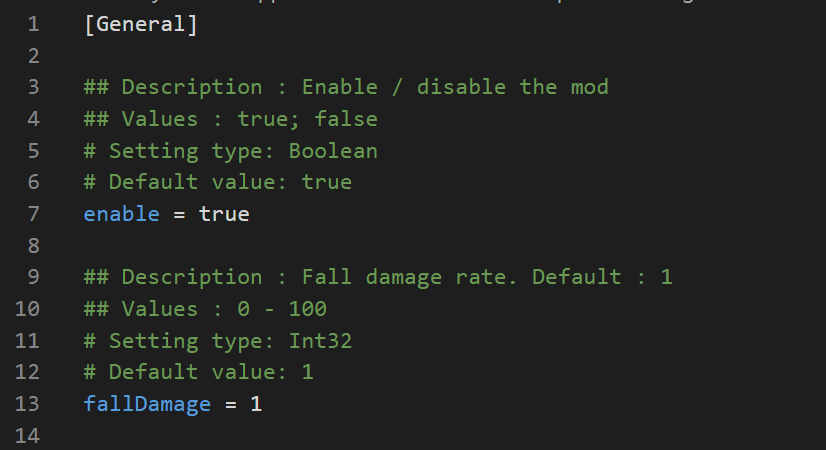 1 [General]
2
3 ## Description : Enable / disable the mod
4 ## Values : true; false
5 # Setting type: Boolean
6 # Default value: true
7 enable = true
8
9 ## Description : Fall damage rate. Default : 1
10 ## Values : 0 - 100
11 # Setting type: Int32
12 # Default value: 1
13 fallDamage = 1
14